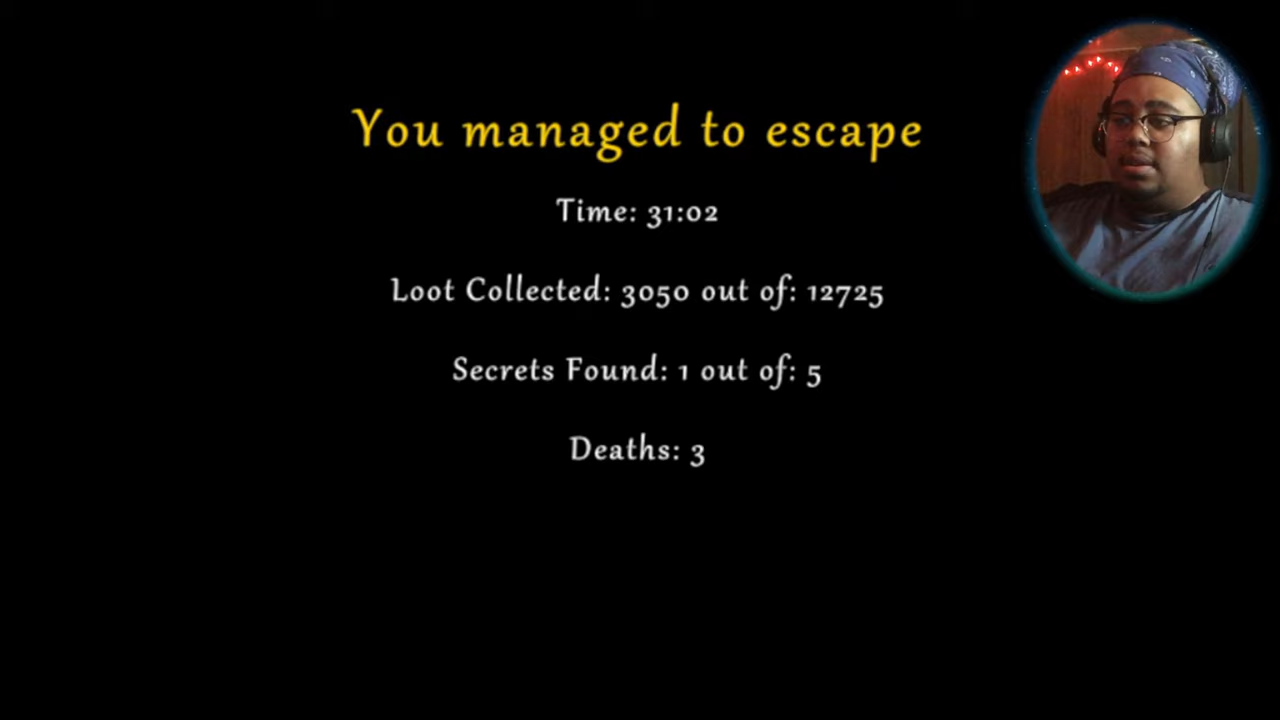 You managed to escape
Time: 31:02
Loot Collected: 3050 out of: 12725
Secrets Found: 1 out of: 5
Deaths: 3